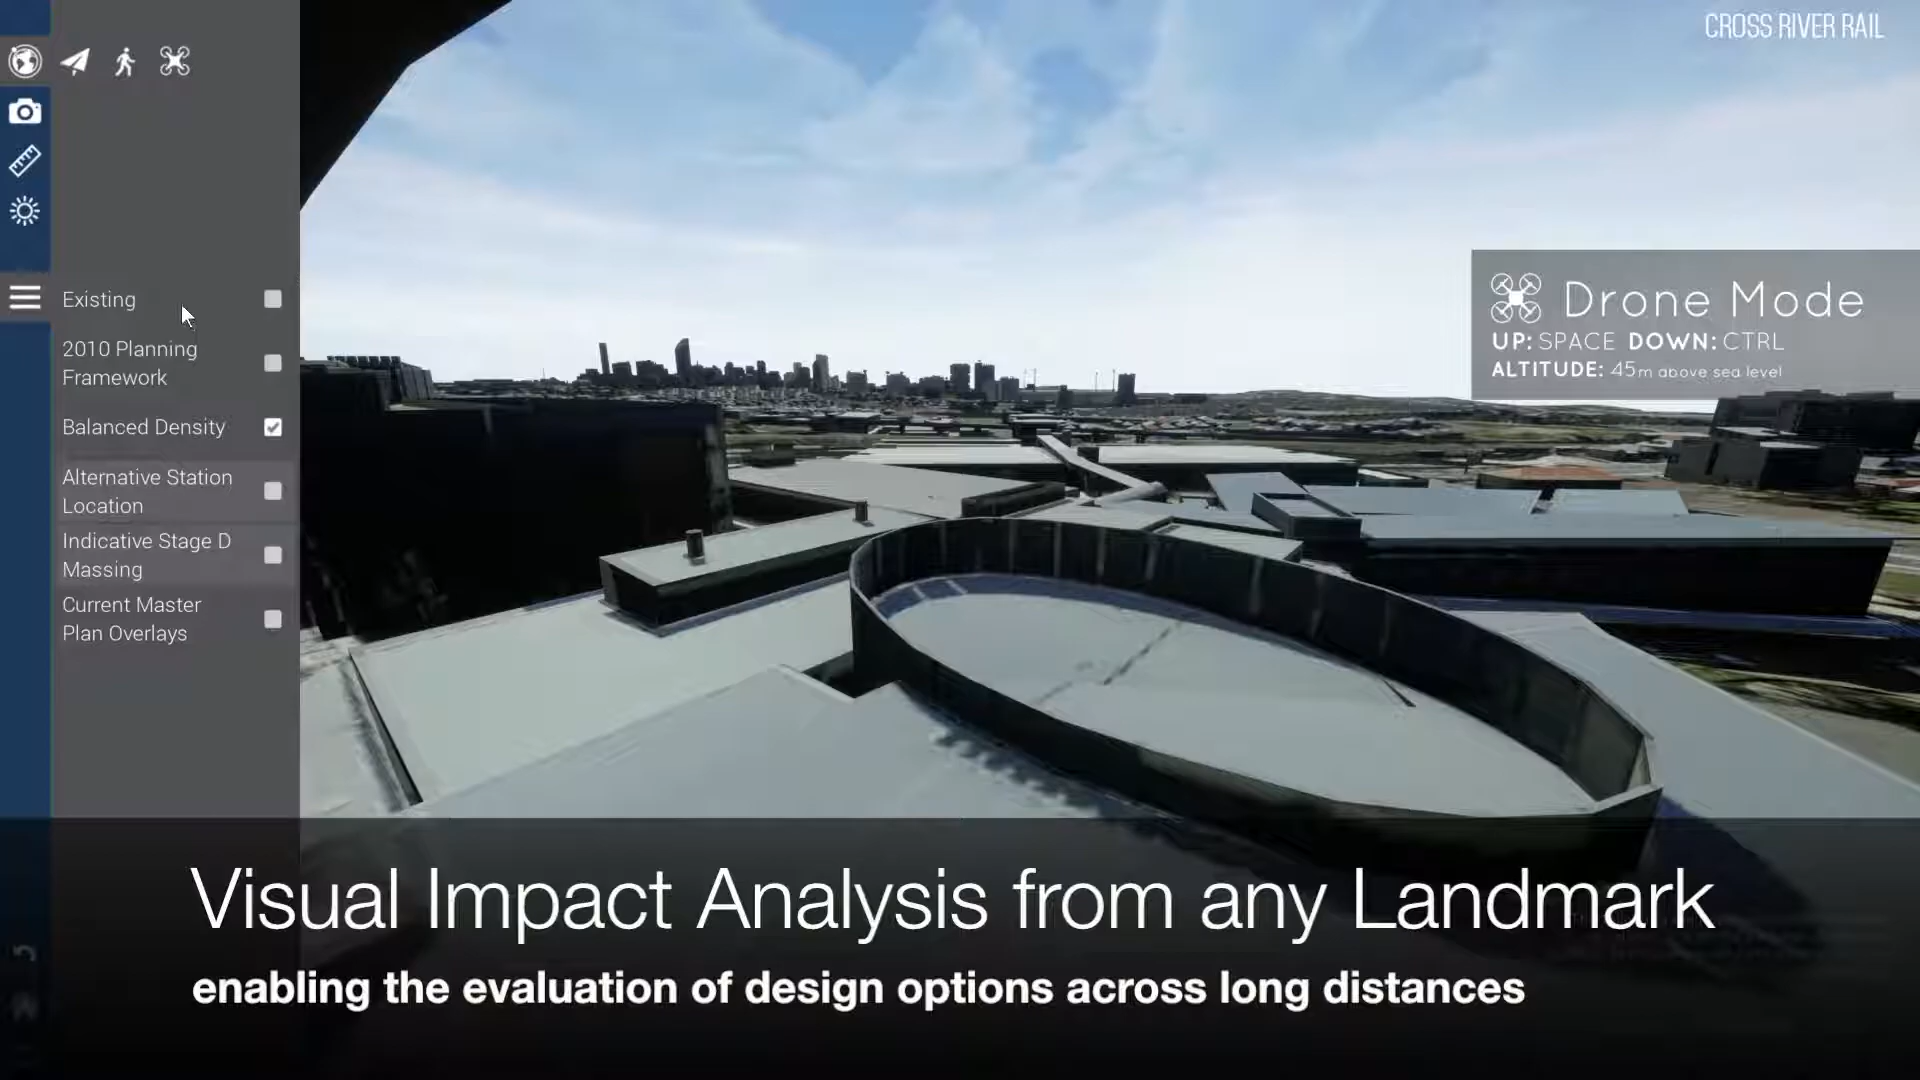 CROSS RIVER RAIL
Existing
2010 Planning
Framework
Balanced Density
Alternative Station
Location
Indicative Stage D
Massing
Current Master
Plan Overlays
Drone Mode
UP: SPACE DOWN: CTRL
ALTITUDE: 45m above sea level
Visual Impact Analysis from any Landmark
enabling the evaluation of design options across long distances